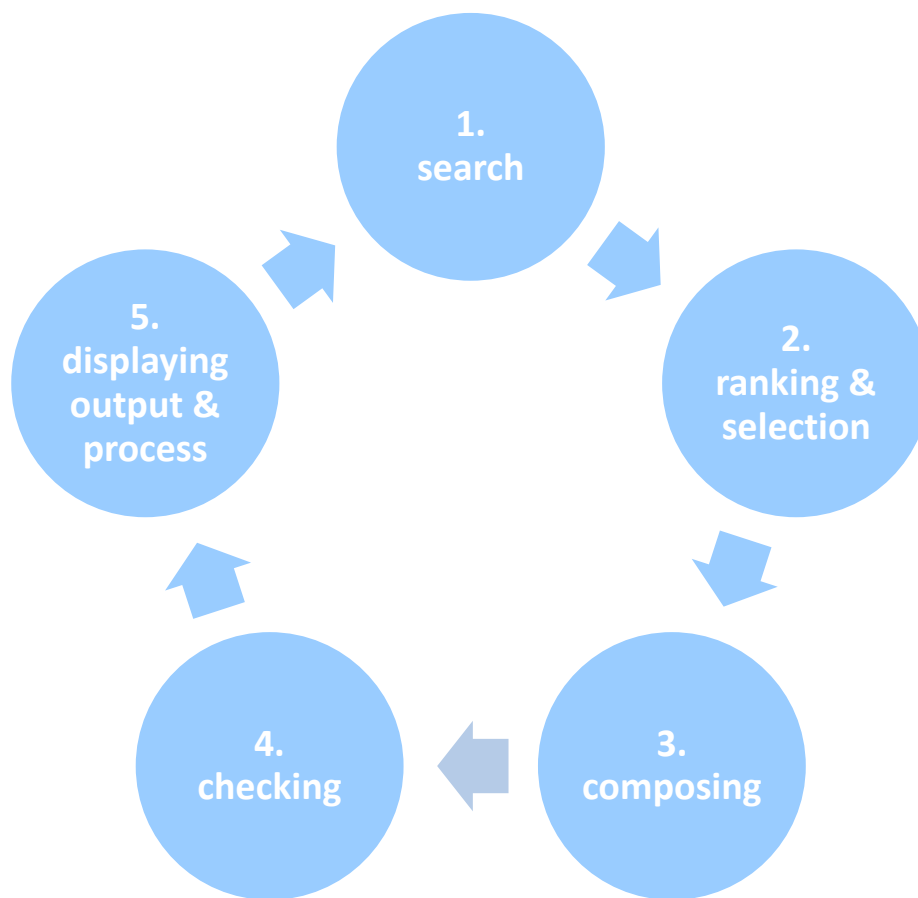 1.
search
2.
ranking &
selection
3.
composing
4.
checking
5.
displaying
output &
process